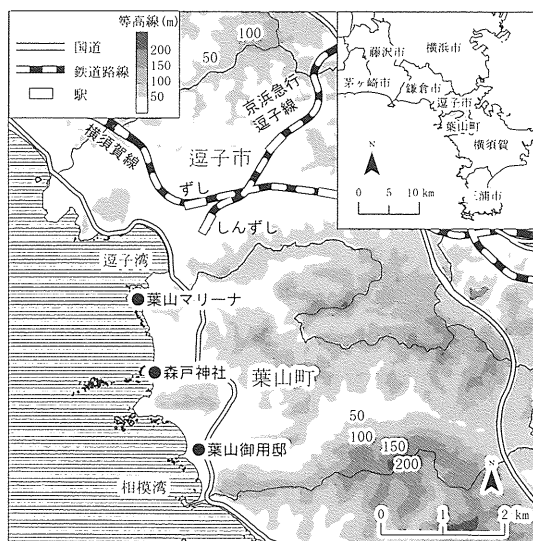 等高線(m)
国道
鉄道路線
駅
200
150
100
50
50
100
京浜急行
逗子線
横須賀線
逗子市
ずし
しんずし
逗子湾
葉山マリーナ
森戸神社
葉山町
葉山御用邸
相模湾
50
100
150
200
N
0 1 2 km
藤沢市
横浜市
茅ヶ崎市
鎌倉市
逗子市
葉山町
横須賀
三浦市
N
0 5 10 km